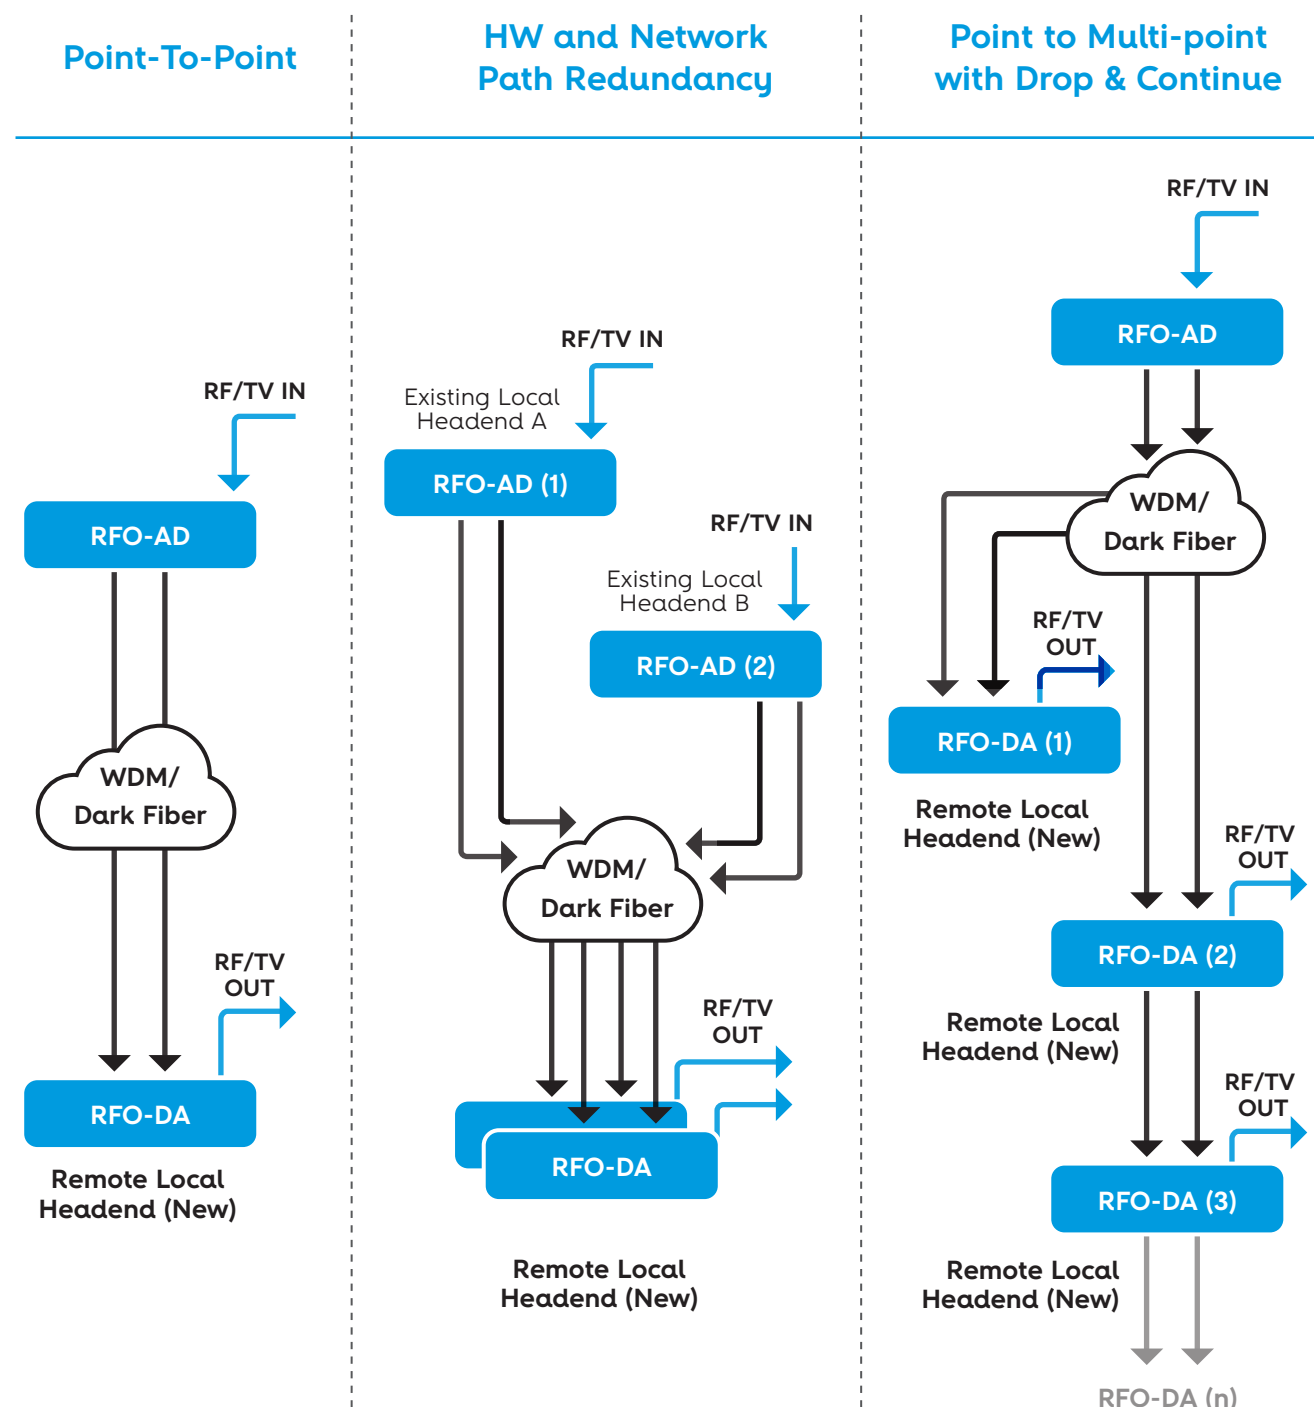 Point-To-Point
RF/TV IN
RFO-AD
WDM/
Dark Fiber
RF/TV
OUT
RFO-DA
Remote Local
Headend (New)
HW and Network
Path Redundancy
RF/TV IN
Existing Local
Headend A
RFO-AD (1)
RF/TV IN
Existing Local
Headend B
RFO-AD (2)
WDM/
Dark Fiber
RF/TV
OUT
RFO-DA
Remote Local
Headend (New)
Point to Multi-point
with Drop & Continue
RF/TV IN
RFO-AD
WDM/
Dark Fiber
RF/TV
OUT
RFO-DA (1)
Remote Local
Headend (New)
RF/TV
OUT
RFO-DA (2)
Remote Local
Headend (New)
RF/TV
OUT
RFO-DA (3)
Remote Local
Headend (New)
RFO-DA (n)